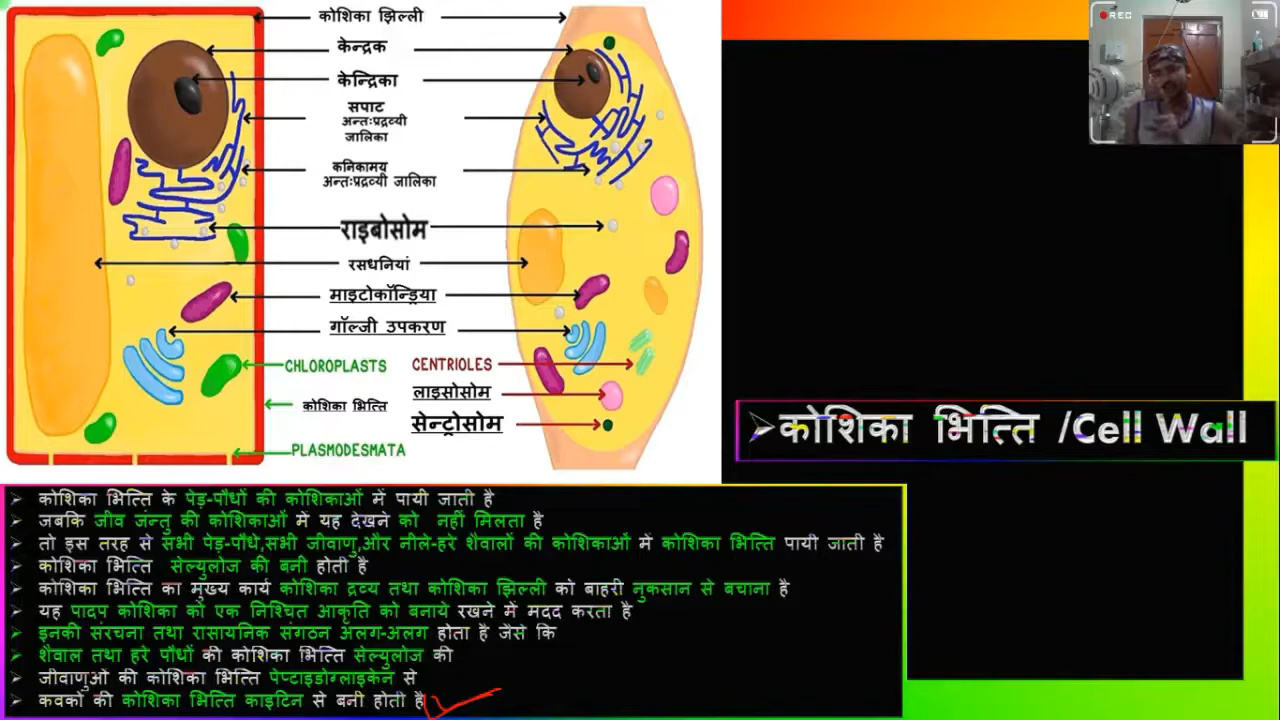 REC
कोशिका झिल्ली
केन्द्रक
केन्द्रिका
सपाट
अन्तःप्रद्रव्यी
जालिका
कनिकामय
अन्तःप्रद्रव्यी जालिका
राइबोसोम
रसधनियां
माइटोकॉन्ड्रिया
गॉल्जी उपकरण
CHLOROPLASTS
CENTRIOLES
लाइसोसोम
कोशिका भित्ति
सेन्ट्रोसोम
PLASMODESMATA
➢कोशिका भित्ति /Cell Wall
➢ कोशिका भित्ति के पेड़-पौधों की कोशिकाओं में पायी जाती है
➢ जबकि जीव जन्तु की कोशिकाओं में यह देखने को नहीं मिलता है
➢ तो इस तरह से सभी पेड़-पौधे,सभी जीवाणु,और नीले-हरे शैवालों की कोशिकाओं में कोशिका भित्ति पायी जाती है
➢ कोशिका भित्ति सेल्युलोज की बनी होती है
➢ कोशिका भित्ति का मुख्य कार्य कोशिका द्रव्य तथा कोशिका झिल्ली को बाहरी नुकसान से बचाना है
➢ यह पादप कोशिका को एक निश्चित आकृति को बनाये रखने में मदद करता है
➢ इनकी संरचना तथा रासायनिक संगठन अलग-अलग होता है जैसे कि
➢ शैवाल तथा हरे पौधों की कोशिका भित्ति सेल्युलोज की
➢ जीवाणुओं की कोशिका भित्ति पेप्टाइडोग्लाइकेन से
➢ कवकों की कोशिका भित्ति काइटिन से बनी होती है